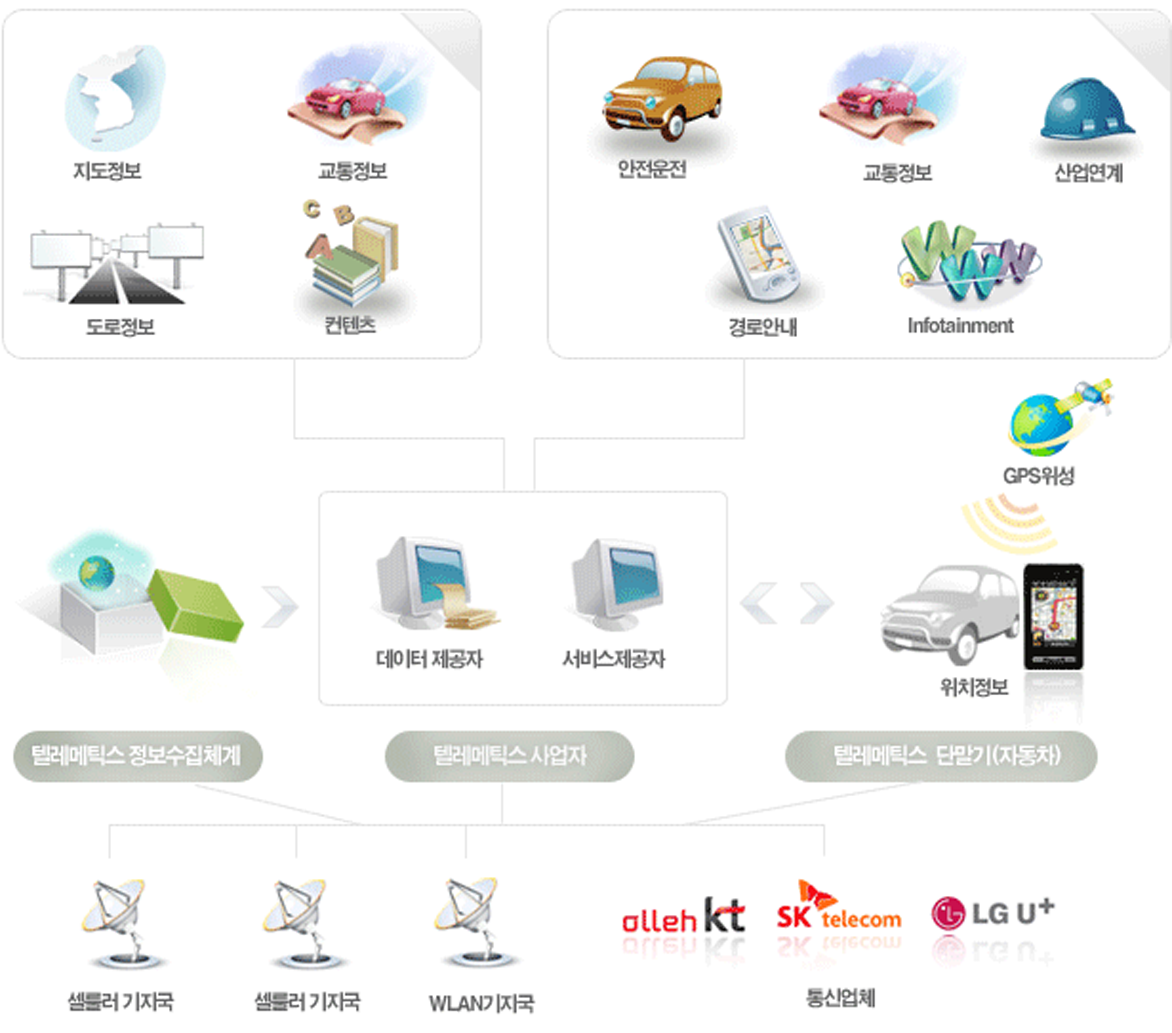 지도정보
교통정보
도로정보
C B
A
컨텐츠
안전운전
교통정보
산업연계
경로안내
WWW
Infotainment
GPS위성
데이터 제공자
서비스제공자
위치정보
텔레메틱스 정보수집체계
텔레메틱스 사업자
텔레메틱스 단말기(자동차)
셀룰러 기지국
셀룰러 기지국
WLAN기지국
olleh kt
SK telecom
LG U+
통신업체